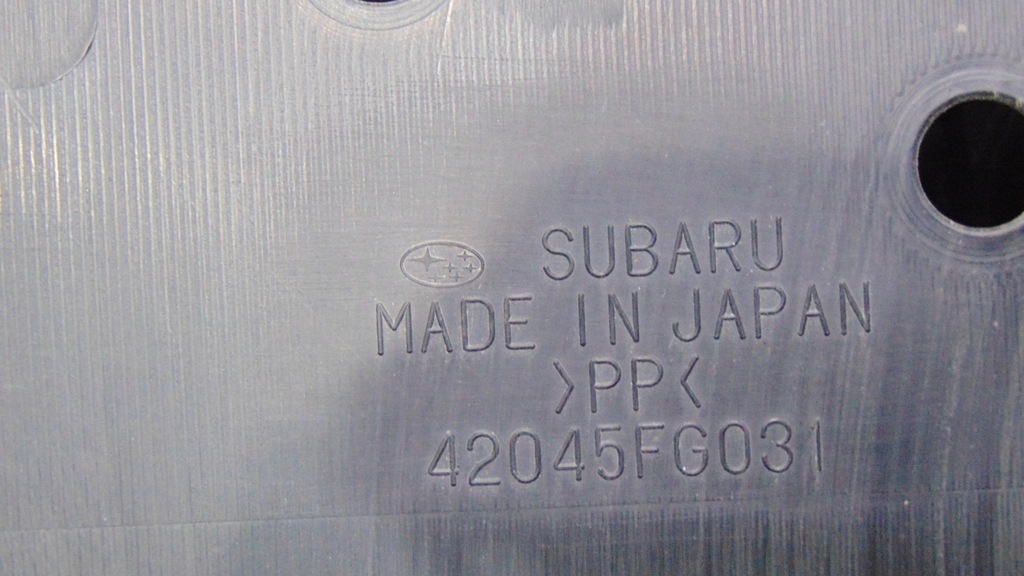 SUBARU
MADE IN JAPAN
>PP<
42045FG031